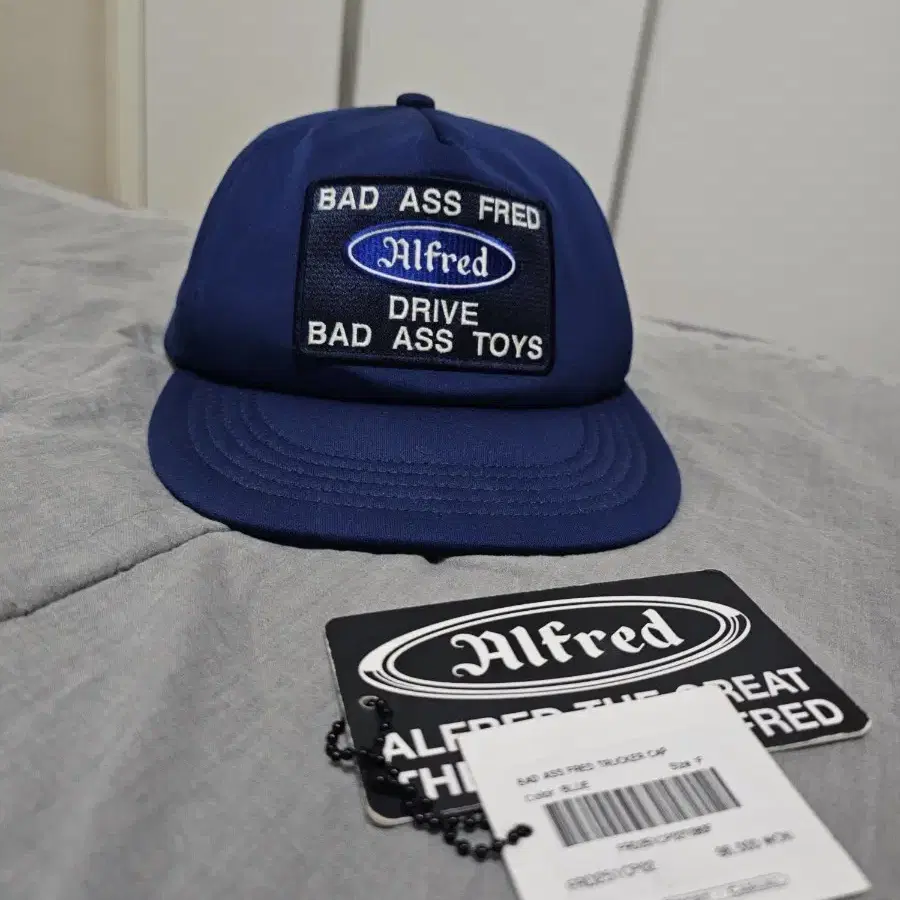 BAD ASS FRED
Alfred
DRIVE
BAD ASS TOYS
Alfred
ALFRED THE GREAT
FRED
BAD ASS FRED TRUCKER CAP
Color BLUE Size F